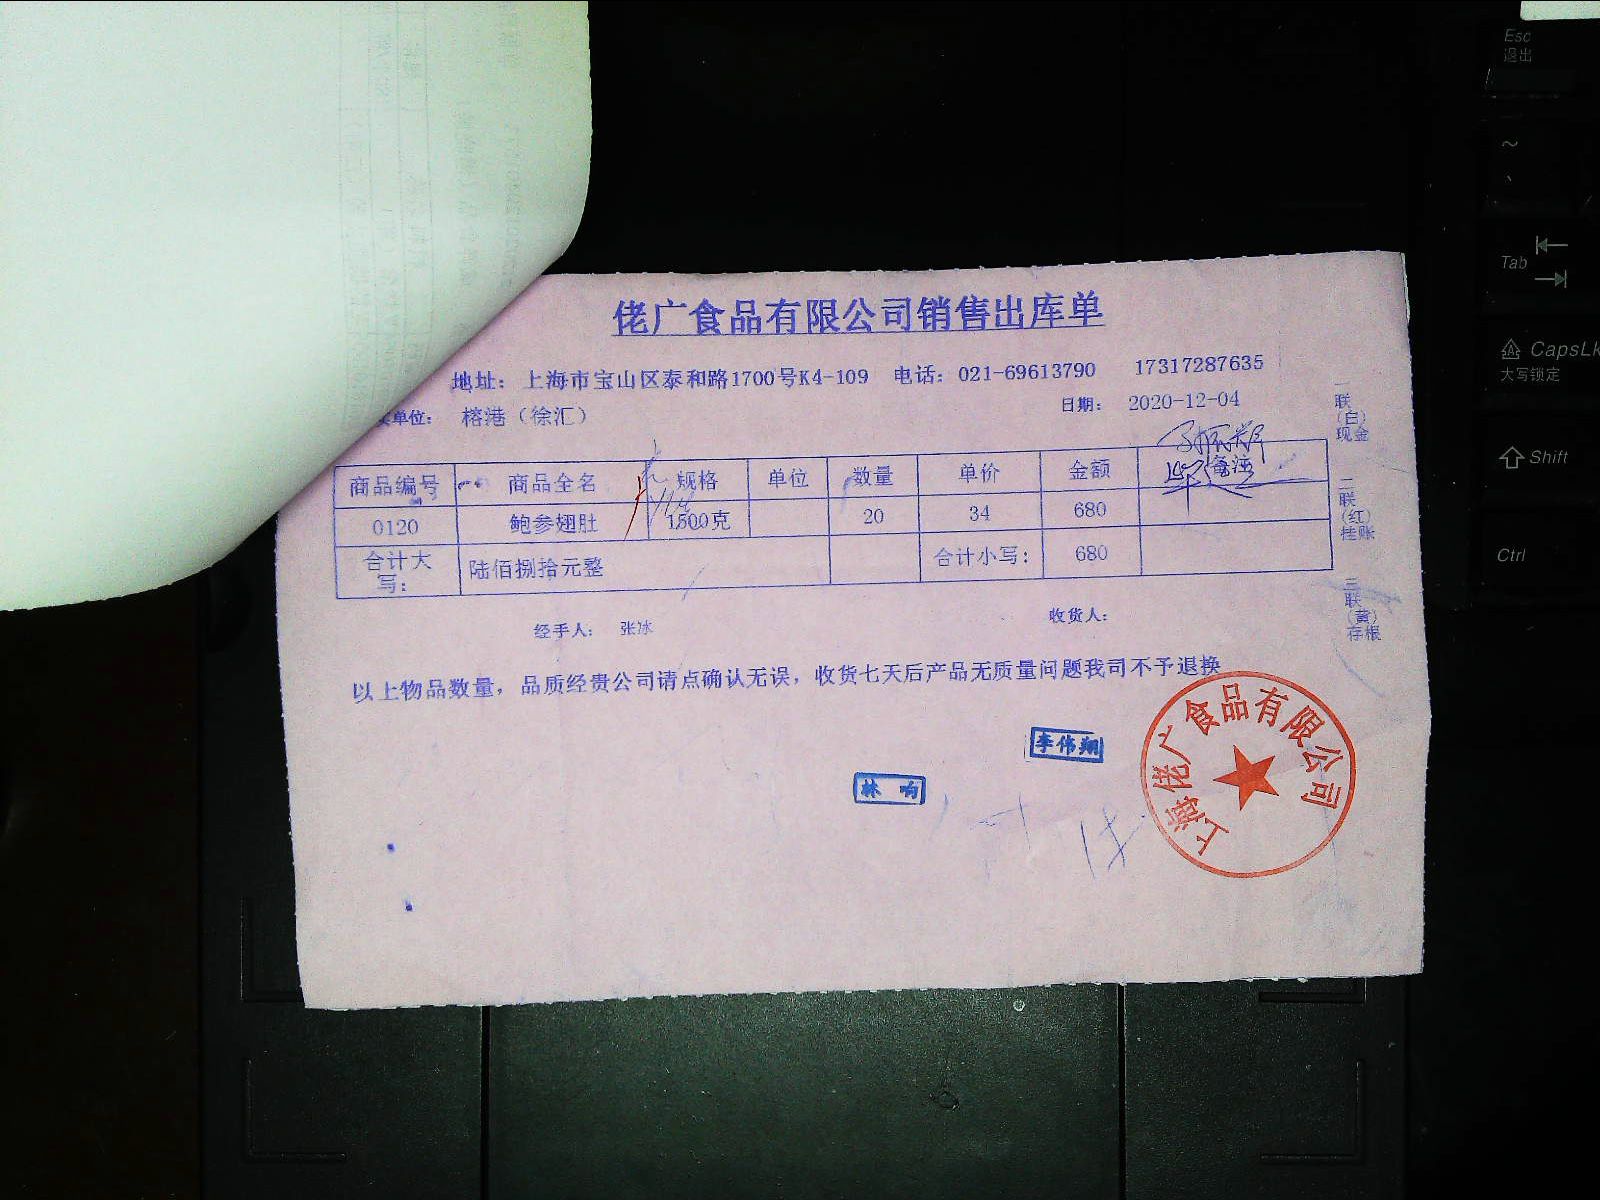 佬广食品有限公司销售出库单
地址： 上海市宝山区泰和路1700号K4-109 电话：021-69613790 17317287635
单位： 榕港（徐汇） 日期： 2020-12-04
商品编号 商品全名 规格 单位 数量 单价 金额 备注
0120 鲍参翅肚 1500克 20 34 680
合计大写： 陆佰捌拾元整 合计小写： 680
经手人： 张冰 收货人：
以上物品数量，品质经贵公司请点确认无误，收货七天后产品无质量问题我司不予退换
一联（白）现金
二联（红）挂账
三联（黄）存根
李伟翔
林响
上海佬广食品有限公司
Esc
退出
~
Tab
CapsLk
大写锁定
Shift
Ctrl